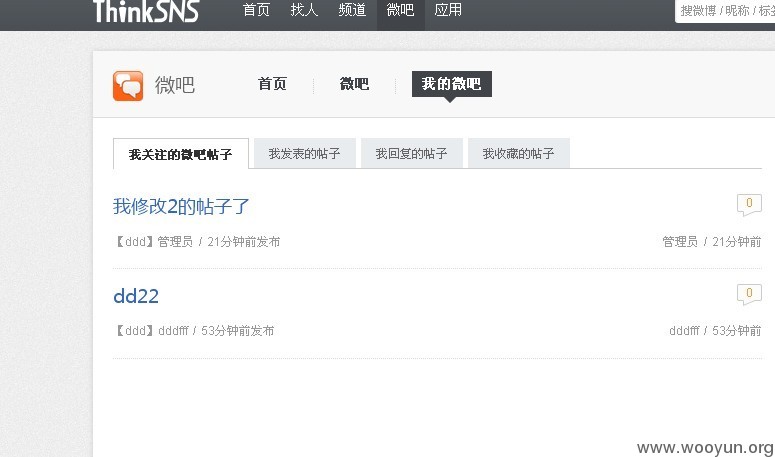 ThinkSNS 首页 找人 频道 微吧 应用 搜微博 / 昵称 / 标签
微吧 首页 微吧 我的微吧
我关注的微吧帖子 我发表的帖子 我回复的帖子 我收藏的帖子
我修改2的帖子了 0
【ddd】管理员 / 21分钟前发布 管理员 / 21分钟前
dd22 0
【ddd】dddfff / 53分钟前发布 dddfff / 53分钟前
www.wooyun.org